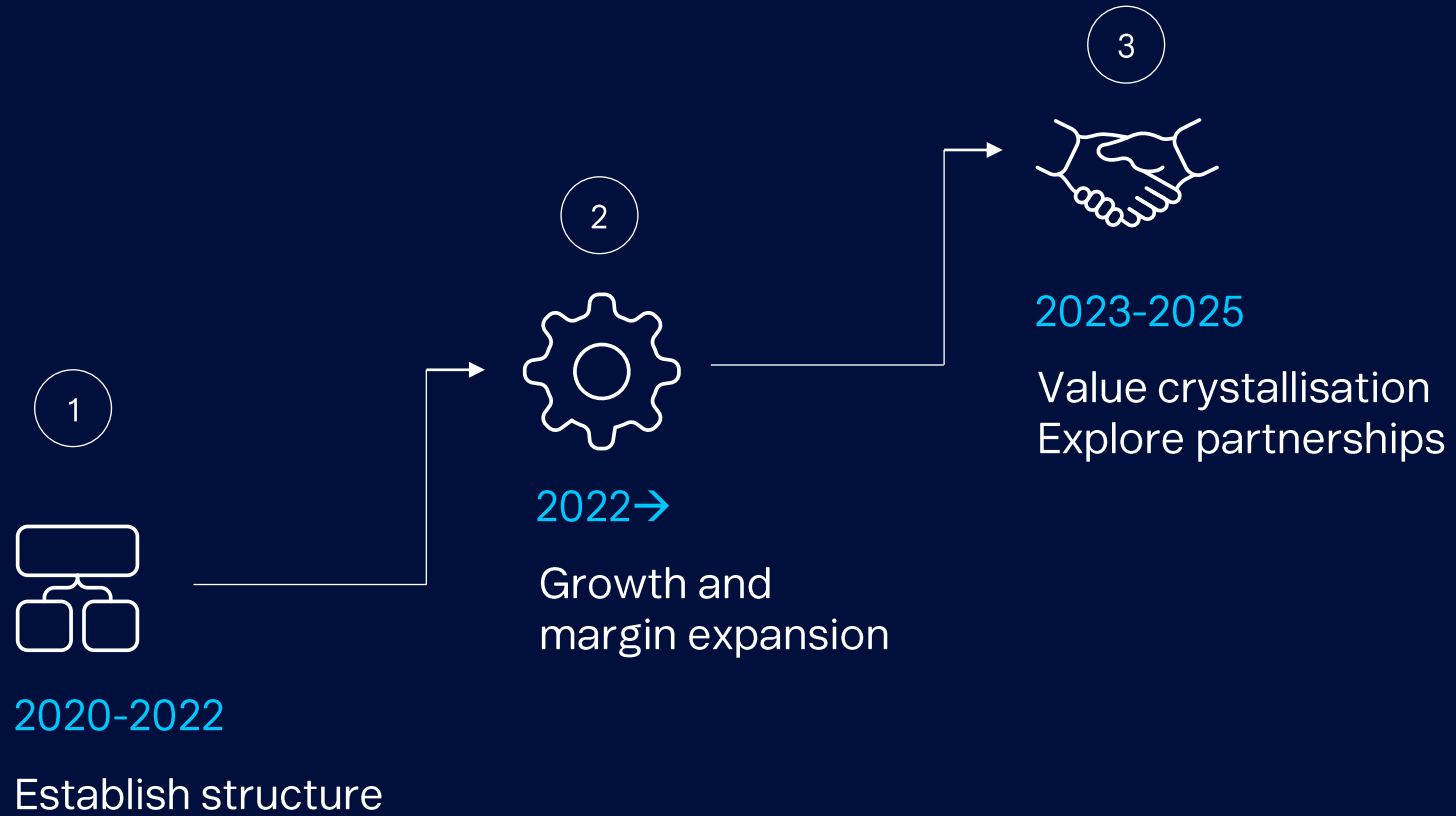 1
2020-2022
Establish structure
2
2022→
Growth and
margin expansion
3
2023-2025
Value crystallisation
Explore partnerships